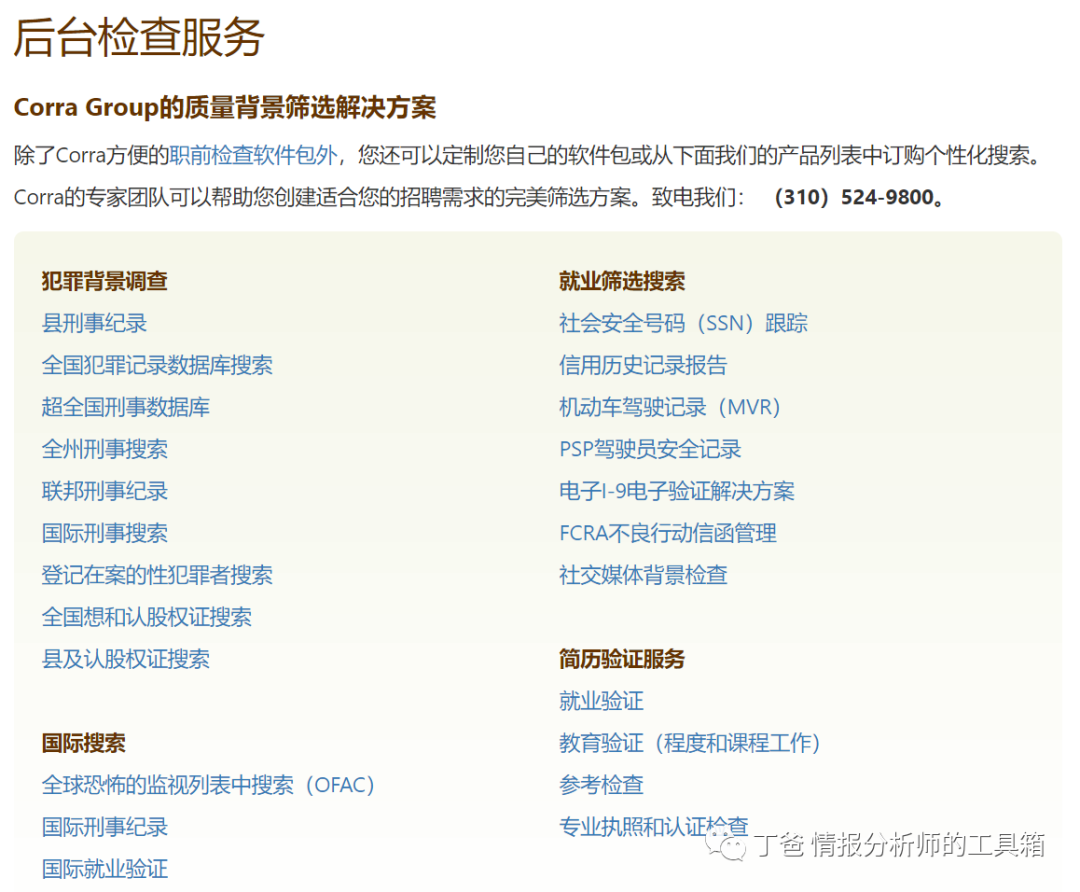 后台检查服务
Corra Group的质量背景筛选解决方案
除了Corra方便的职前检查软件包外，您还可以定制您自己的软件包或从下面我们的产品列表中订购个性化搜索。
Corra的专家团队可以帮助您创建适合您的招聘需求的完美筛选方案。致电我们： （310）524-9800。
犯罪背景调查
县刑事纪录
全国犯罪记录数据库搜索
超全国刑事数据库
全州刑事搜索
联邦刑事纪录
国际刑事搜索
登记在案的性犯罪者搜索
全国想和认股权证搜索
县及认股权证搜索
国际搜索
全球恐怖的监视列表中搜索（OFAC）
国际刑事纪录
国际就业验证
就业筛选搜索
社会安全号码（SSN）跟踪
信用历史记录报告
机动车驾驶记录（MVR）
PSP驾驶员安全记录
电子I-9电子验证解决方案
FCRA不良行动信函管理
社交媒体背景检查
简历验证服务
就业验证
教育验证（程度和课程工作）
参考检查
专业执照和认证检查
丁爸 情报分析师的工具箱